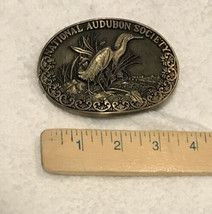 NATIONAL AUDUBON SOCIETY
1 2 3 4